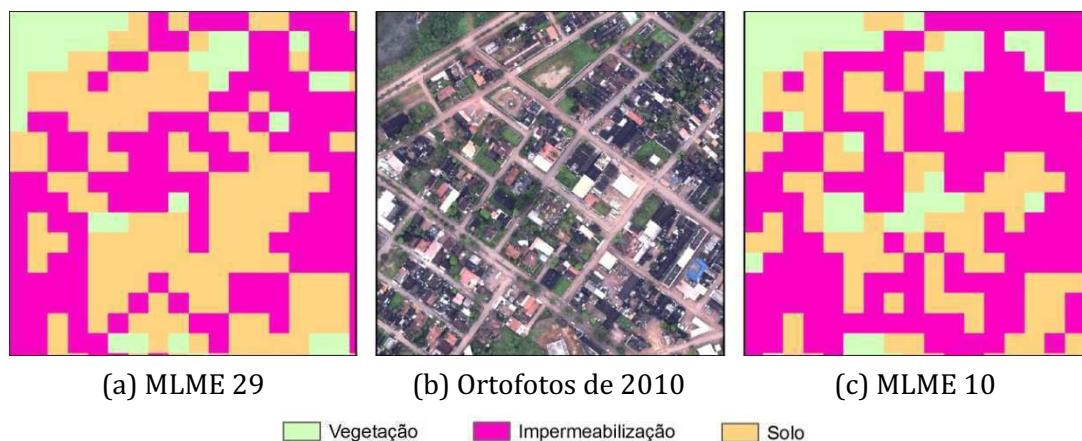 (a) MLME 29
(b) Ortofotos de 2010
(c) MLME 10
Vegetação
Impermeabilização
Solo